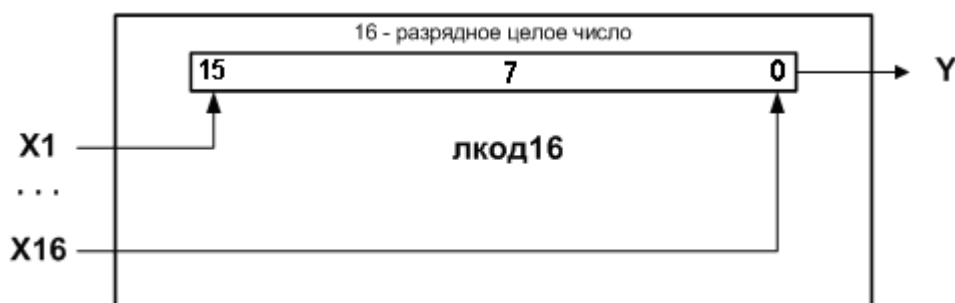 16 - разрядное целое число
15 7 0
Y
X1
лкод16
. . .
X16